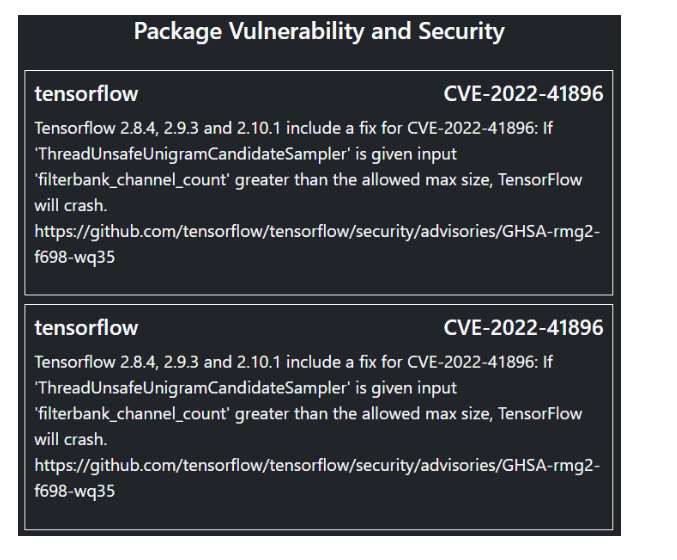 Package Vulnerability and Security
tensorflow CVE-2022-41896
Tensorflow 2.8.4, 2.9.3 and 2.10.1 include a fix for CVE-2022-41896: If
'ThreadUnsafeUnigramCandidateSampler' is given input
'filterbank_channel_count' greater than the allowed max size, TensorFlow
will crash.
https://github.com/tensorflow/tensorflow/security/advisories/GHSA-rmg2-
f698-wq35
tensorflow CVE-2022-41896
Tensorflow 2.8.4, 2.9.3 and 2.10.1 include a fix for CVE-2022-41896: If
'ThreadUnsafeUnigramCandidateSampler' is given input
'filterbank_channel_count' greater than the allowed max size, TensorFlow
will crash.
https://github.com/tensorflow/tensorflow/security/advisories/GHSA-rmg2-
f698-wq35